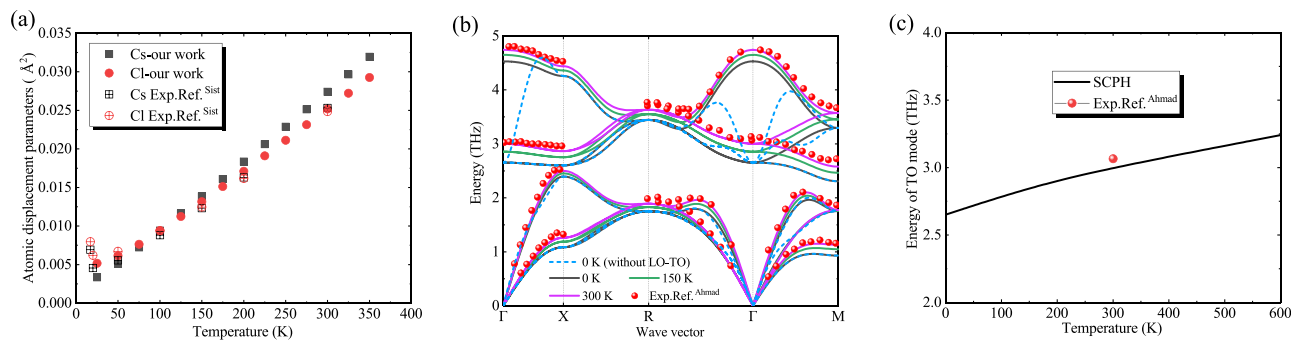 (a)
Atomic displacement parameters ( Å²)
0.035
0.030
0.025
0.020
0.015
0.010
0.005
0.000
Cs-our work
Cl-our work
Cs Exp.Ref. Sist
Cl Exp.Ref. Sist
0 50 100 150 200 250 300 350 400
Temperature (K)
(b)
Energy (THz)
5
4
3
2
1
0
0 K (without LO-TO)
0 K 150 K
300 K Exp.Ref. Ahmad
Γ X R Γ M
Wave vector
(c)
Energy of TO mode (THz)
4.0
3.5
3.0
2.5
2.0
SCPH
Exp.Ref. Ahmad
0 100 200 300 400 500 600
Temperature (K)